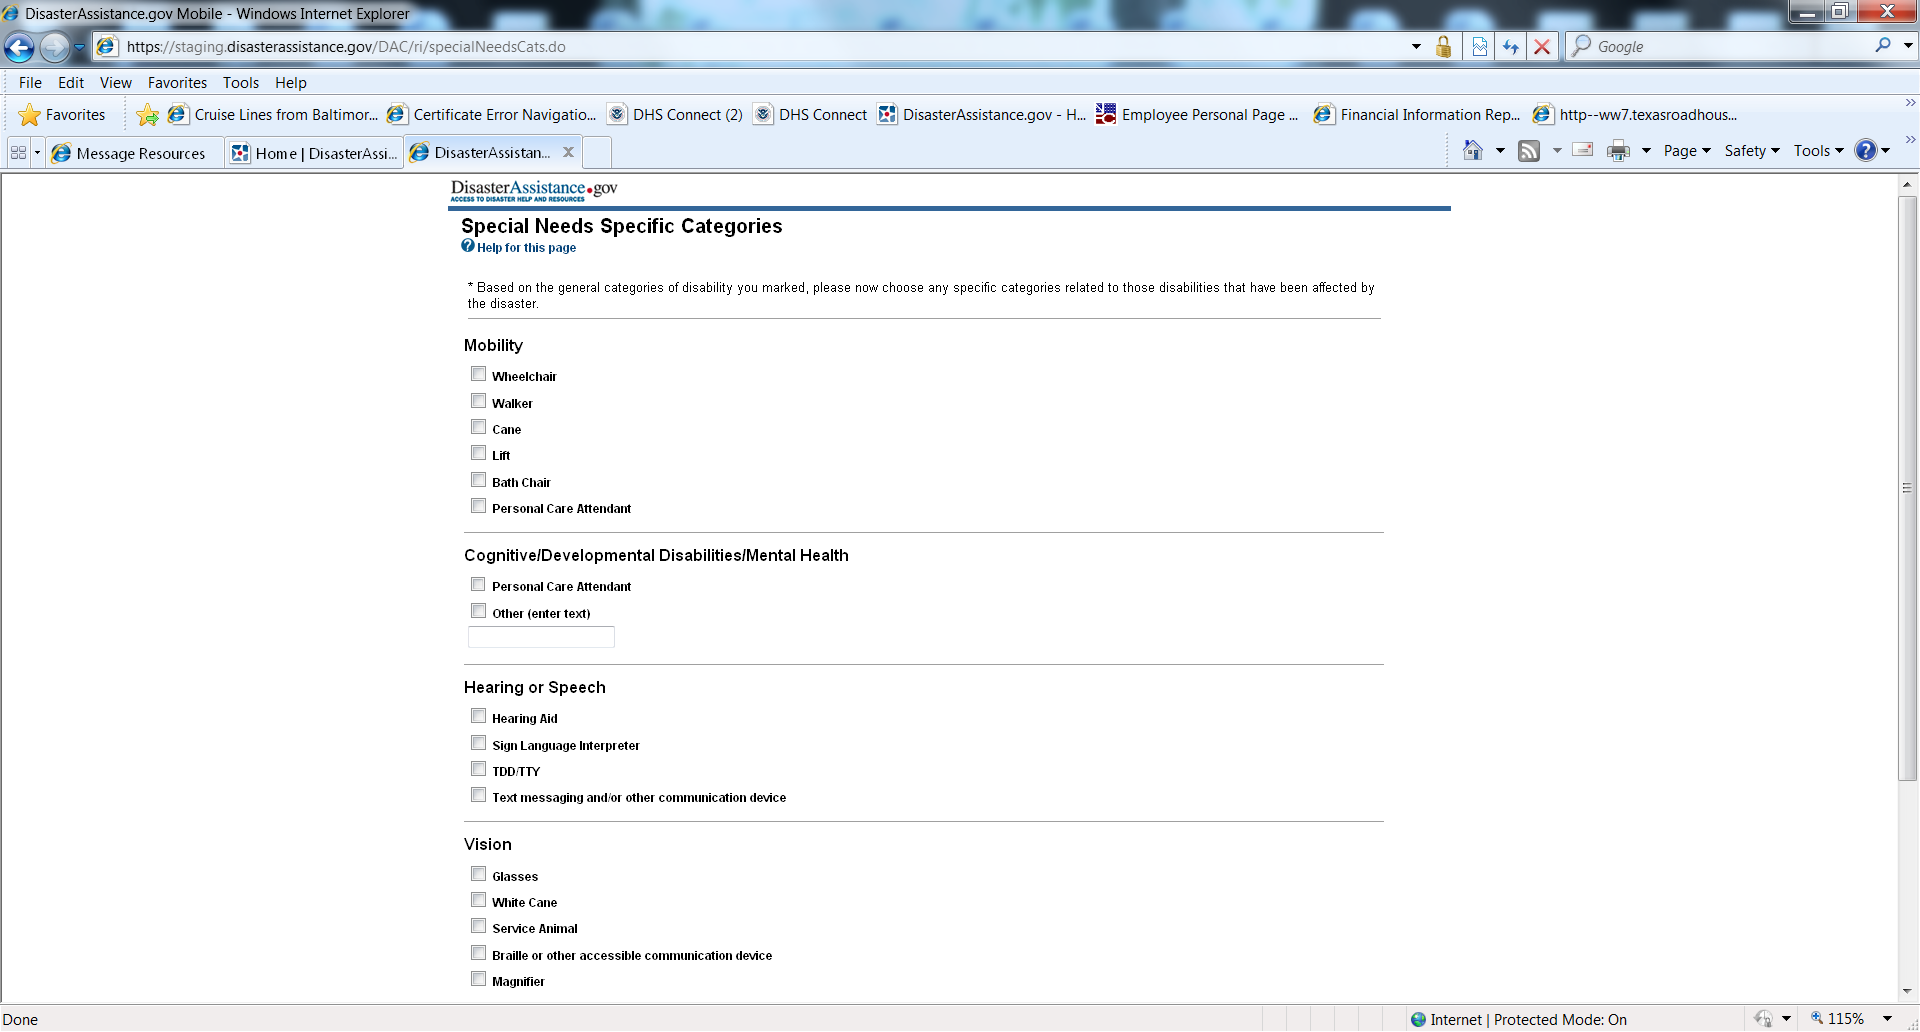 DisasterAssistance.gov Mobile - Windows Internet Explorer
https://staging.disasterassistance.gov/DAC/ri/specialNeedsCats.do
Google
File Edit View Favorites Tools Help
Favorites Cruise Lines from Baltimor... Certificate Error Navigatio... DHS Connect (2) DHS Connect DisasterAssistance.gov - H... Employee Personal Page ... Financial Information Rep... http--ww7.texasroadhous...
Message Resources Home | DisasterAssi... DisasterAssistan... Page Safety Tools
DisasterAssistance.gov
ACCESS TO DISASTER HELP AND RESOURCES
Special Needs Specific Categories
Help for this page
* Based on the general categories of disability you marked, please now choose any specific categories related to those disabilities that have been affected by
the disaster.
Mobility
Wheelchair
Walker
Cane
Lift
Bath Chair
Personal Care Attendant
Cognitive/Developmental Disabilities/Mental Health
Personal Care Attendant
Other (enter text)
Hearing or Speech
Hearing Aid
Sign Language Interpreter
TDD/TTY
Text messaging and/or other communication device
Vision
Glasses
White Cane
Service Animal
Braille or other accessible communication device
Magnifier
Done
Internet | Protected Mode: On
115%